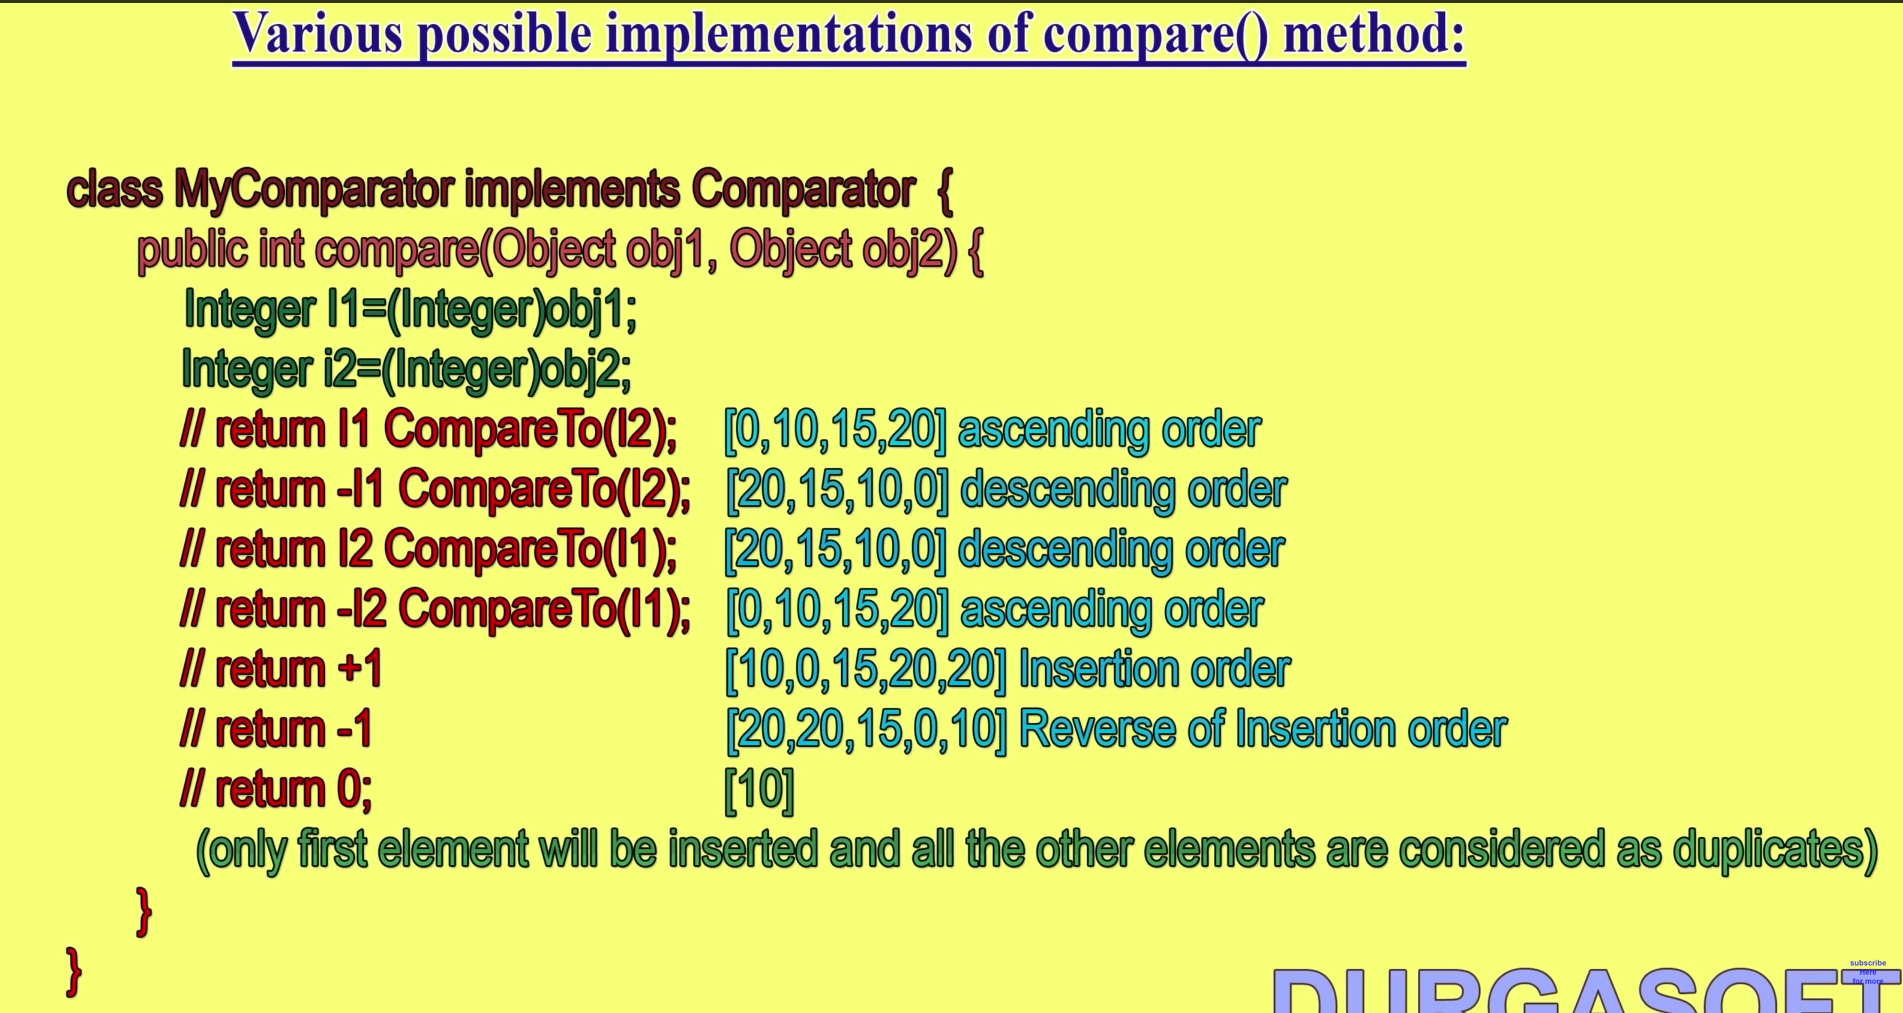 Various possible implementations of compare() method:
class MyComparator implements Comparator {
public int compare(Object obj1, Object obj2) {
Integer I1=(Integer)obj1;
Integer i2=(Integer)obj2;
// return I1 CompareTo(I2); [0,10,15,20] ascending order
// return -I1 CompareTo(I2); [20,15,10,0] descending order
// return I2 CompareTo(I1); [20,15,10,0] descending order
// return -I2 CompareTo(I1); [0,10,15,20] ascending order
// return +1 [10,0,15,20,20] Insertion order
// return -1 [20,20,15,0,10] Reverse of Insertion order
// return 0; [10]
(only first element will be inserted and all the other elements are considered as duplicates)
}
}
DURGASOFT
subscribe
Here
for more